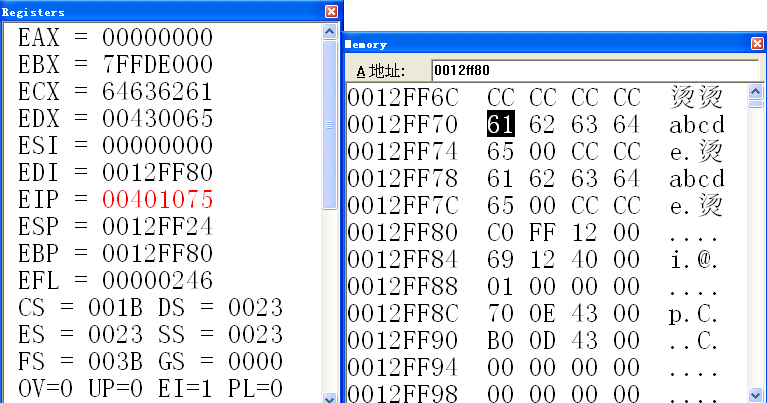 Registers
EAX = 00000000
EBX = 7FFDE000
ECX = 64636261
EDX = 00430065
ESI = 00000000
EDI = 0012FF80
EIP = 00401075
ESP = 0012FF24
EBP = 0012FF80
EFL = 00000246
CS = 001B DS = 0023
ES = 0023 SS = 0023
FS = 003B GS = 0000
OV=0 UP=0 EI=1 PL=0
Memory
A 地址: 0012ff80
0012FF6C CC CC CC CC 烫烫
0012FF70 61 62 63 64 abcd
0012FF74 65 00 CC CC e.烫
0012FF78 61 62 63 64 abcd
0012FF7C 65 00 CC CC e.烫
0012FF80 C0 FF 12 00 ....
0012FF84 69 12 40 00 i.@.
0012FF88 01 00 00 00 ....
0012FF8C 70 0E 43 00 p.C.
0012FF90 B0 0D 43 00 ..C.
0012FF94 00 00 00 00 ....
0012FF98 00 00 00 00 ....